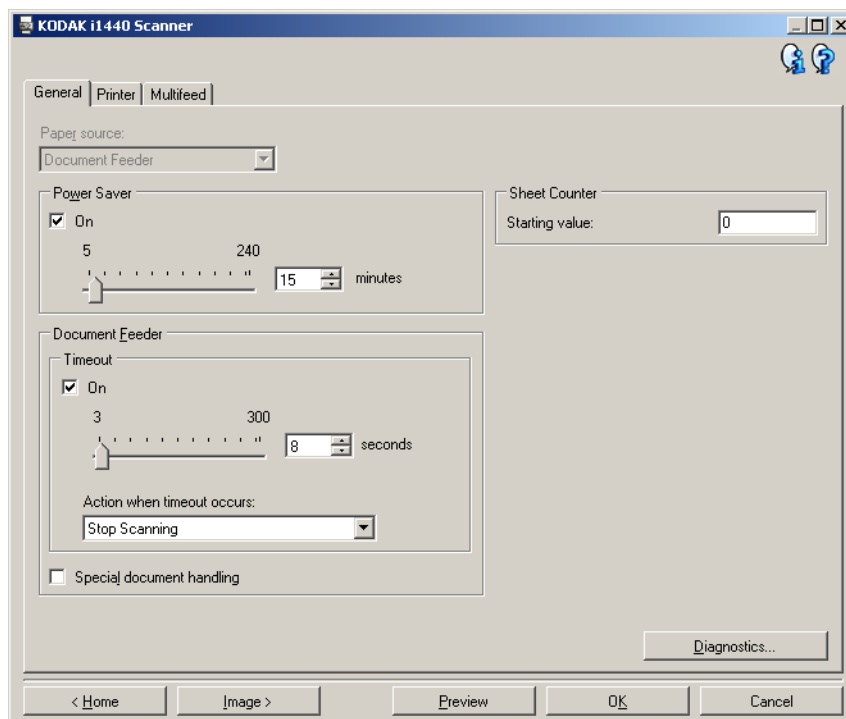 KODAK i1440 Scanner
General Printer Multifeed
Paper source:
Document Feeder
Power Saver
On
5 240
15 minutes
Sheet Counter
Starting value: 0
Document Feeder
Timeout
On
3 300
8 seconds
Action when timeout occurs:
Stop Scanning
Special document handling
Diagnostics...
< Home Image > Preview OK Cancel